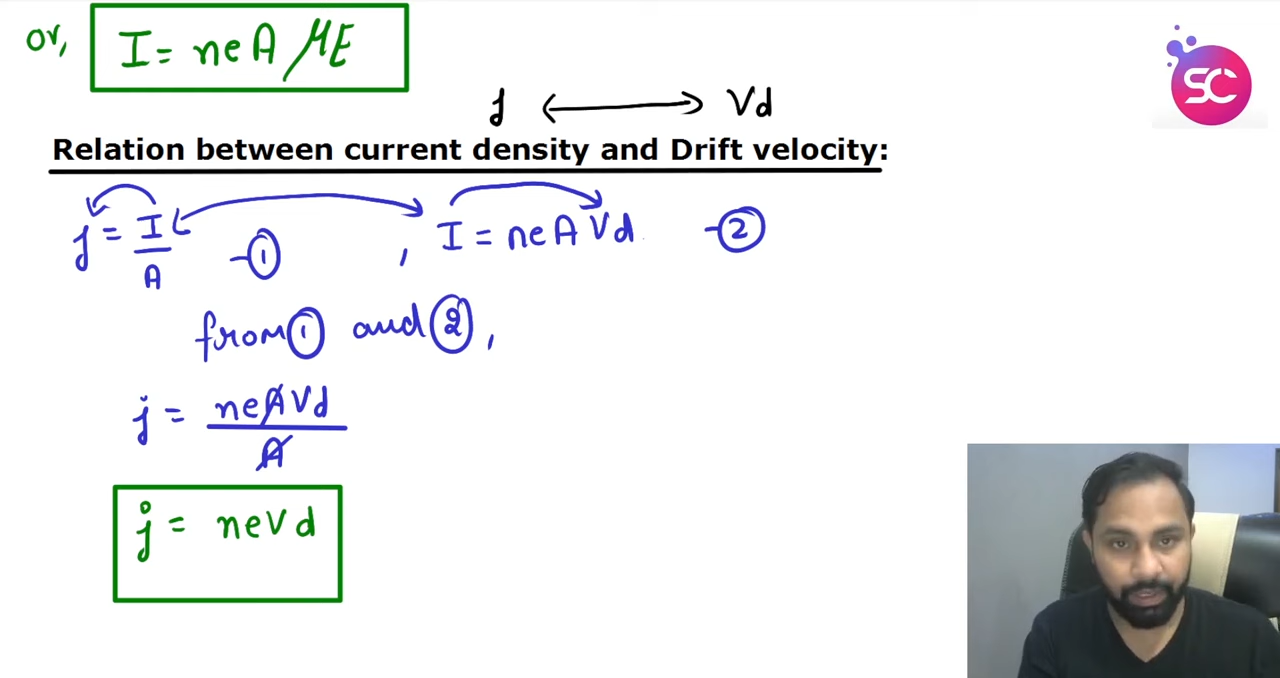 or, I = neAμE
SC
j ⟷ Vd
Relation between current density and Drift velocity:
j = I/A -① , I = neAVd -②
from ① and ②,
j = neAVd/A
j = neVd